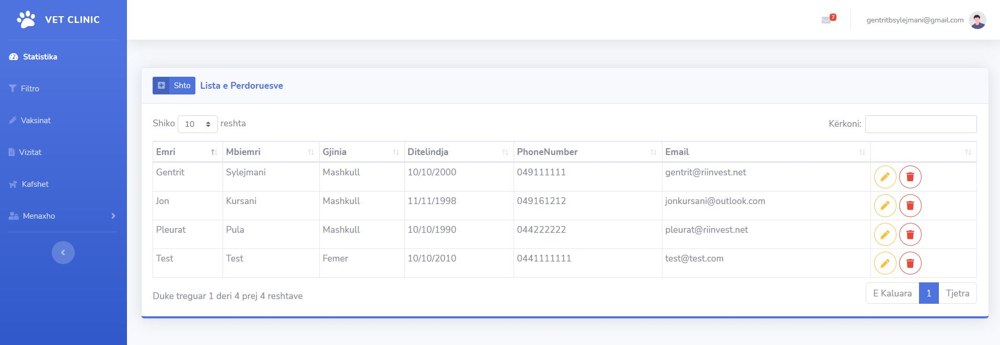 VET CLINIC
7
gentritbsylejmani@gmail.com
Statistika
Filtro
Vaksinat
Vizitat
Kafshet
Menaxho
Shto Lista e Perdoruesve
Shiko 10 reshta
Kërkoni:
Emri Mbiemri Gjinia Ditelindja PhoneNumber Email
Gentrit Sylejmani Mashkull 10/10/2000 049111111 gentrit@riinvest.net
Jon Kursani Mashkull 11/11/1998 049161212 jonkursani@outlook.com
Pleurat Pula Mashkull 10/10/1990 044222222 pleurat@riinvest.net
Test Test Femer 10/10/2010 0441111111 test@test.com
Duke treguar 1 deri 4 prej 4 reshtave
E Kaluara 1 Tjetra